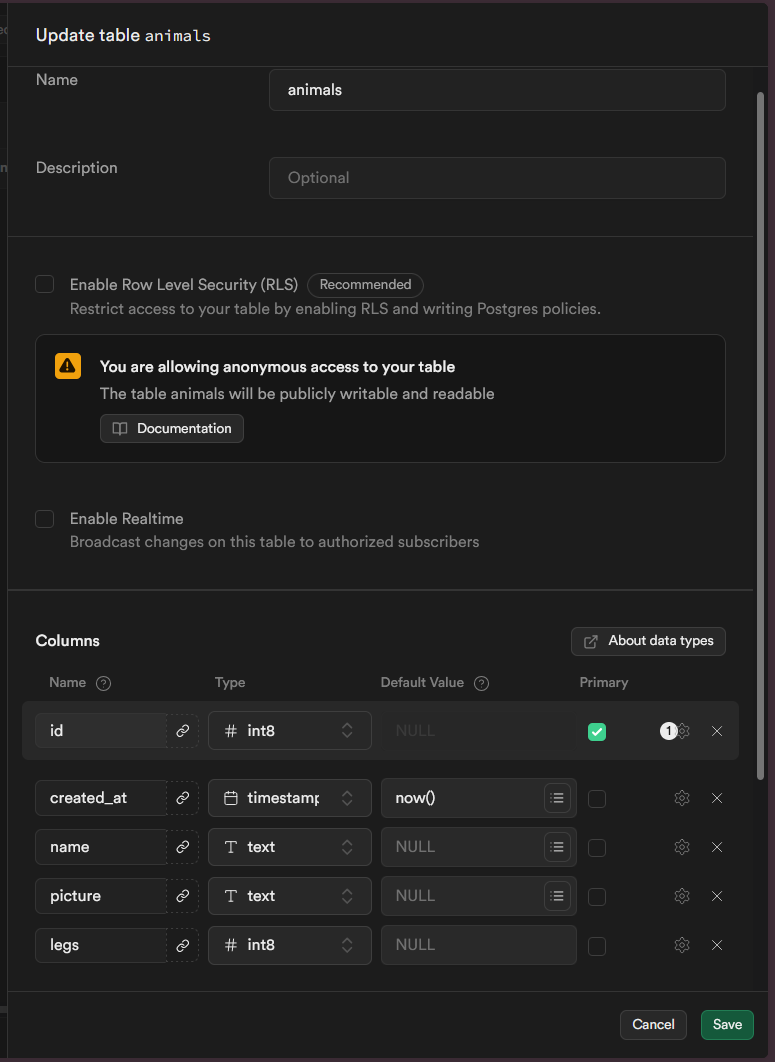 Update table animals
Name
animals
Description
Optional
Enable Row Level Security (RLS) Recommended
Restrict access to your table by enabling RLS and writing Postgres policies.
You are allowing anonymous access to your table
The table animals will be publicly writable and readable
Documentation
Enable Realtime
Broadcast changes on this table to authorized subscribers
Columns About data types
Name ? Type Default Value ? Primary
id # int8 NULL 1
created_at timestamp now()
name T text NULL
picture T text NULL
legs # int8 NULL
Cancel Save